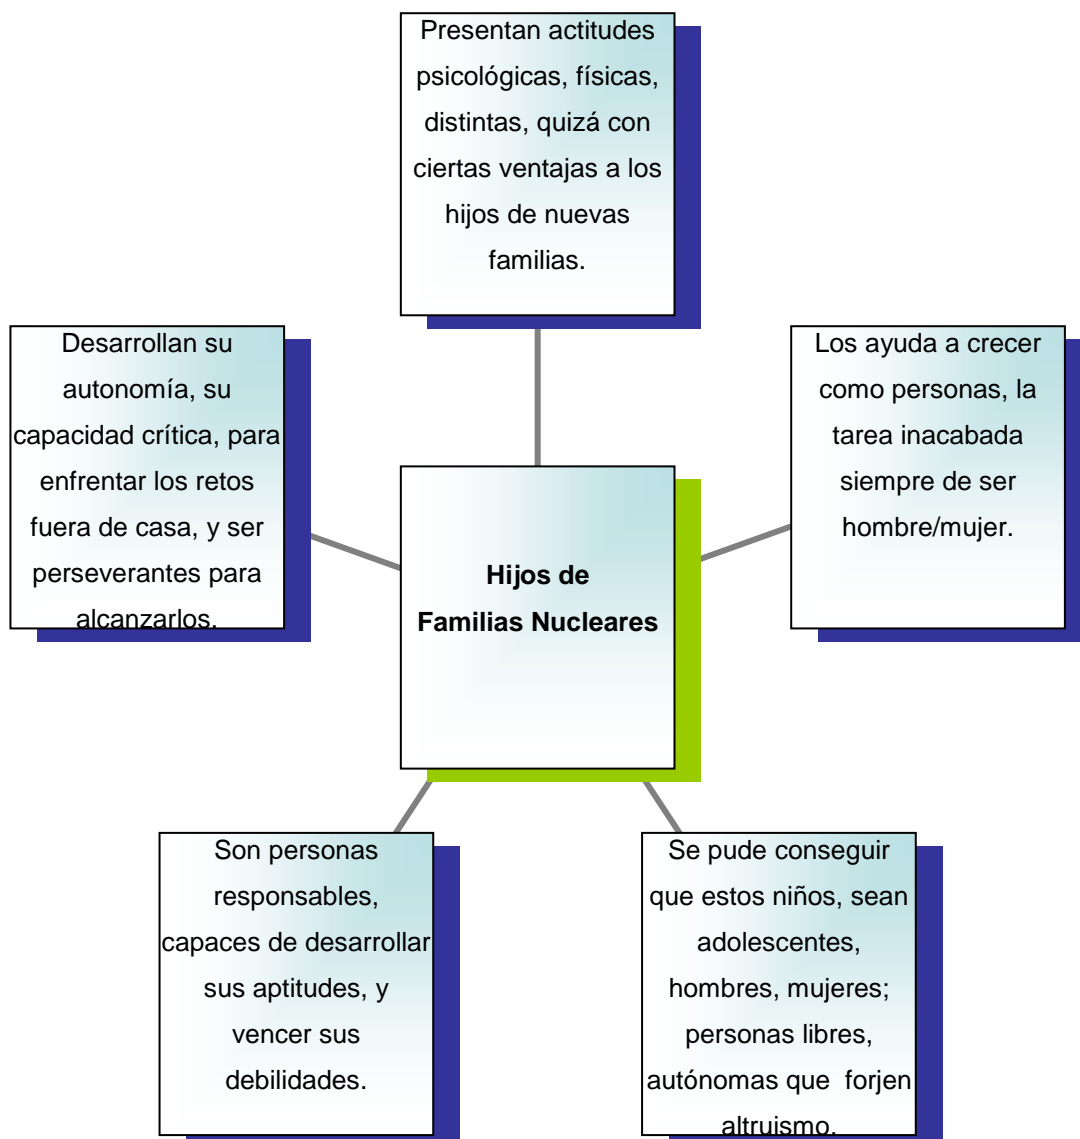 Presentan actitudes
psicológicas, físicas,
distintas, quizá con
ciertas ventajas a los
hijos de nuevas
familias.
Desarrollan su
autonomía, su
capacidad crítica, para
enfrentar los retos
fuera de casa, y ser
perseverantes para
alcanzarlos.
Los ayuda a crecer
como personas, la
tarea inacabada
siempre de ser
hombre/mujer.
Hijos de
Familias Nucleares
Son personas
responsables,
capaces de desarrollar
sus aptitudes, y
vencer sus
debilidades.
Se pude conseguir
que estos niños, sean
adolescentes,
hombres, mujeres;
personas libres,
autónomas que  forjen
altruismo.